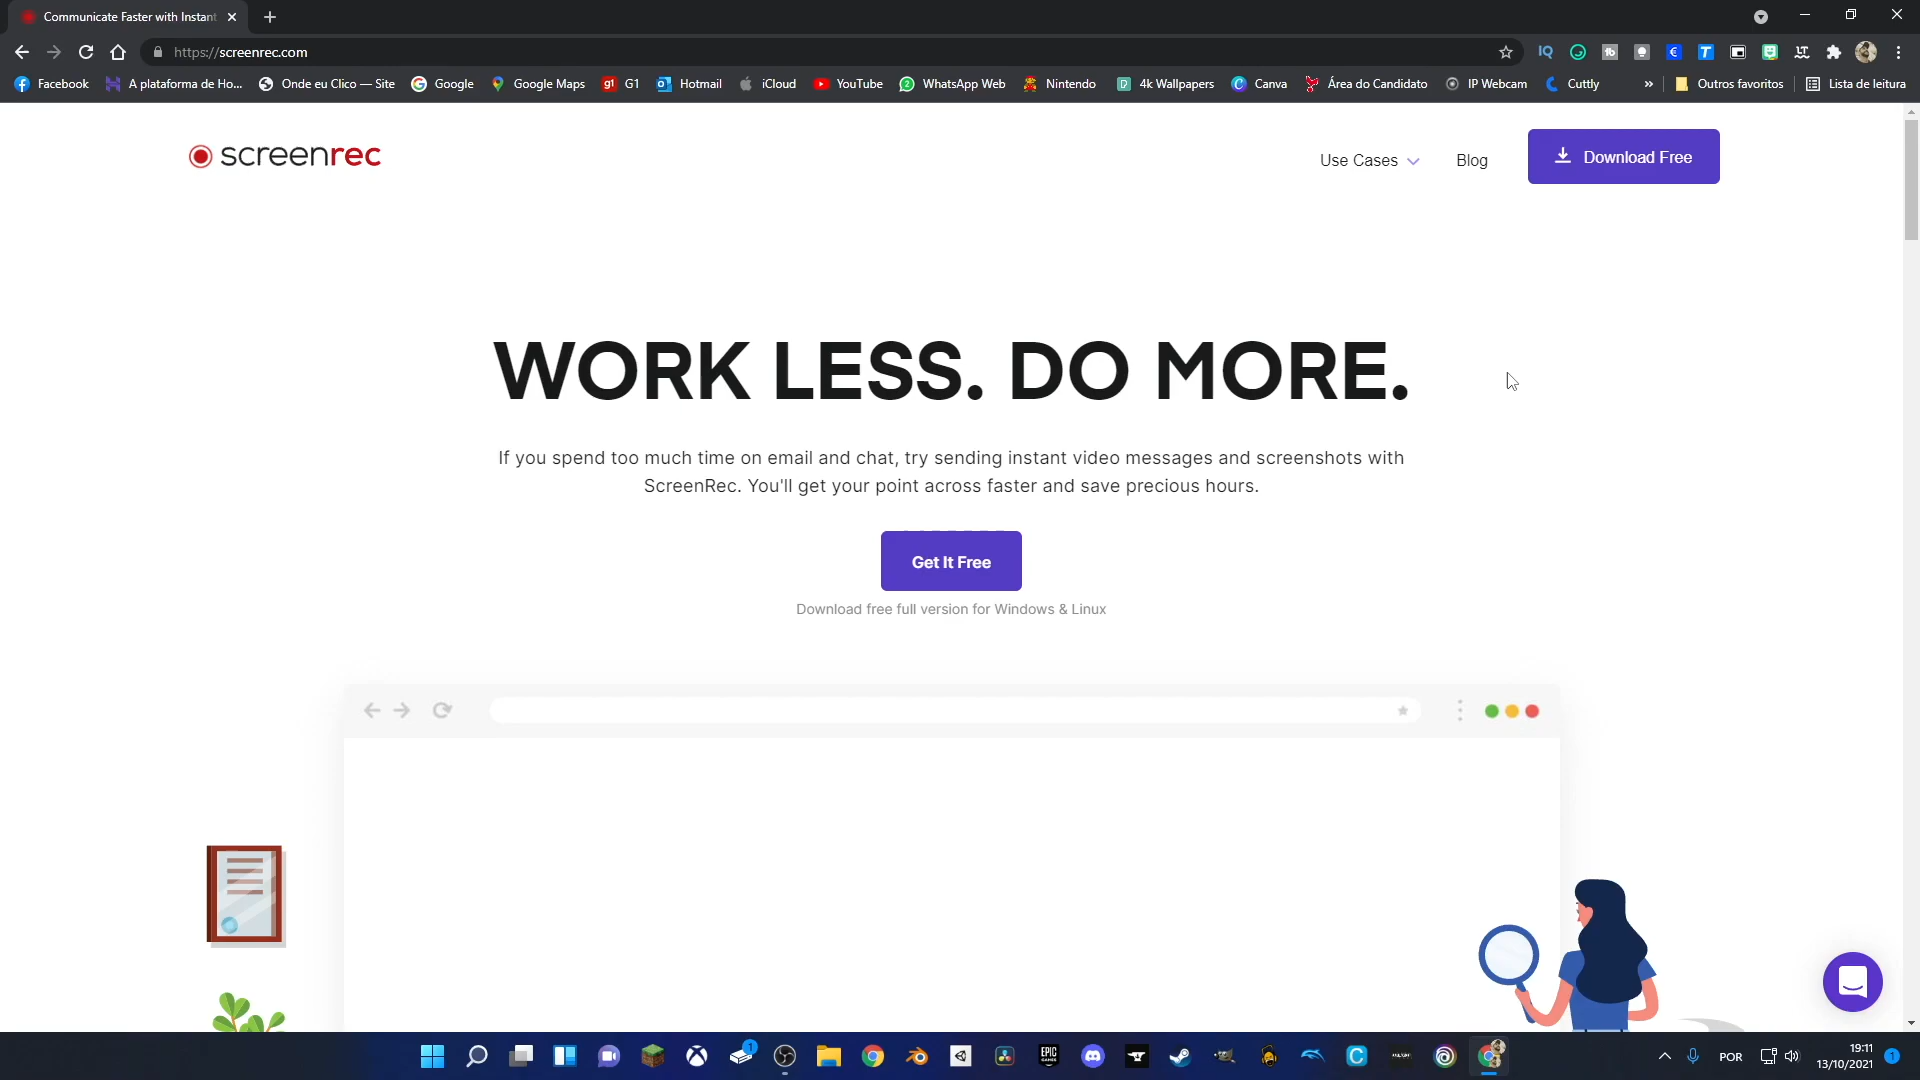 Communicate Faster with Instant
https://screenrec.com
Facebook A plataforma de Ho... Onde eu Clico — Site Google Google Maps G1 Hotmail iCloud YouTube WhatsApp Web Nintendo 4k Wallpapers Canva Área do Candidato IP Webcam Cuttly » Outros favoritos Lista de leitura
screenrec
Use Cases Blog Download Free
WORK LESS. DO MORE.
If you spend too much time on email and chat, try sending instant video messages and screenshots with
ScreenRec. You'll get your point across faster and save precious hours.
Get It Free
Download free full version for Windows & Linux
1 EPIC GAMES POR 19:11 1
13/10/2021